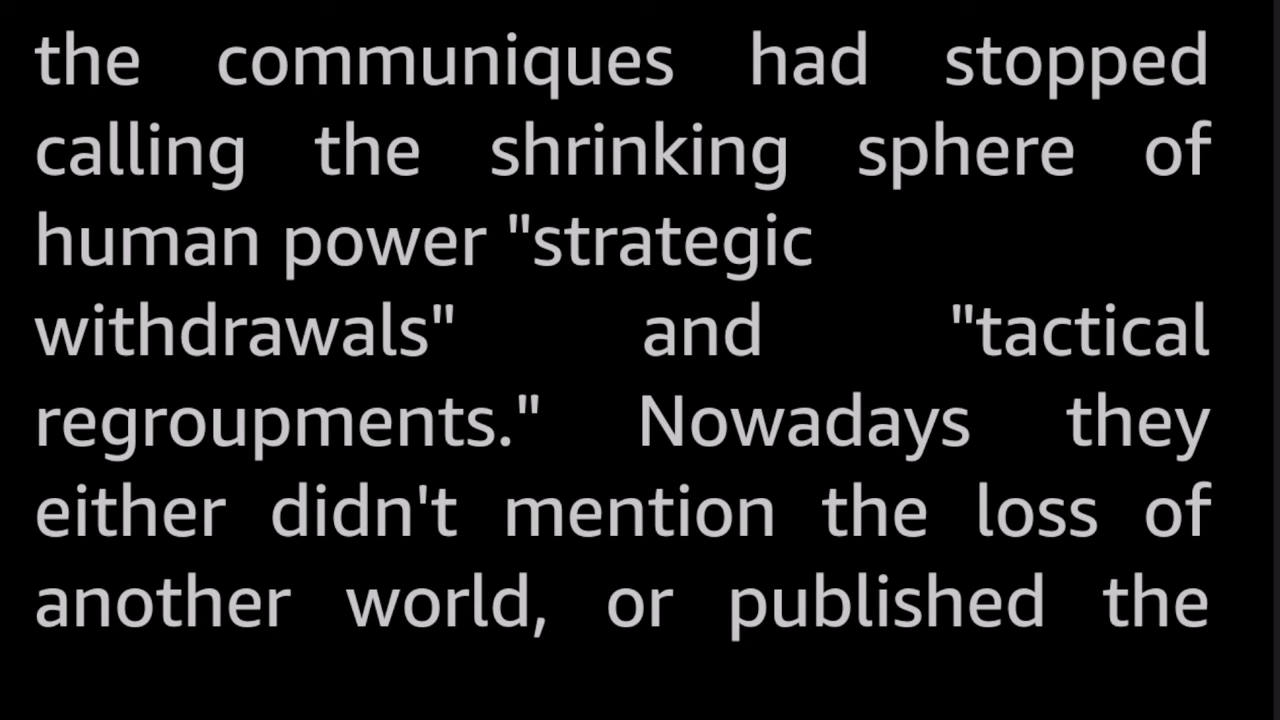 the communiques had stopped
calling the shrinking sphere of
human power "strategic
withdrawals" and "tactical
regroupments." Nowadays they
either didn't mention the loss of
another world, or published the